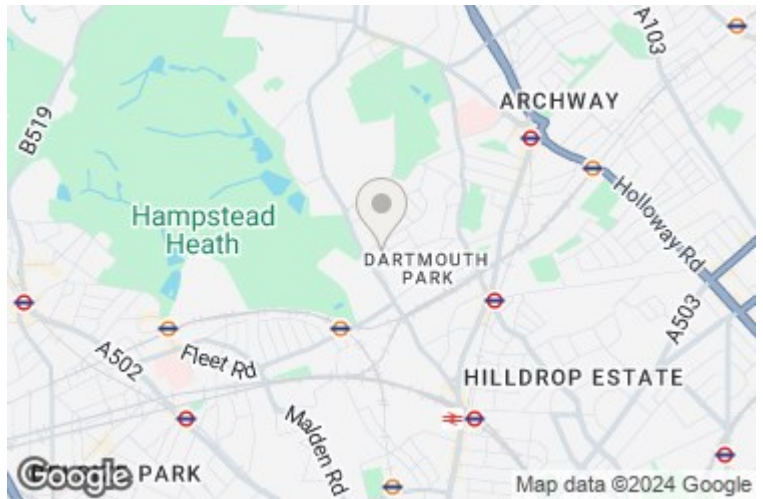 A103
ARCHWAY
B519
Holloway Rd
Hampstead
Heath
DARTMOUTH
PARK
A503
A502
Fleet Rd
HILLDROP ESTATE
Malden Rd
PARK
Google
Map data ©2024 Google